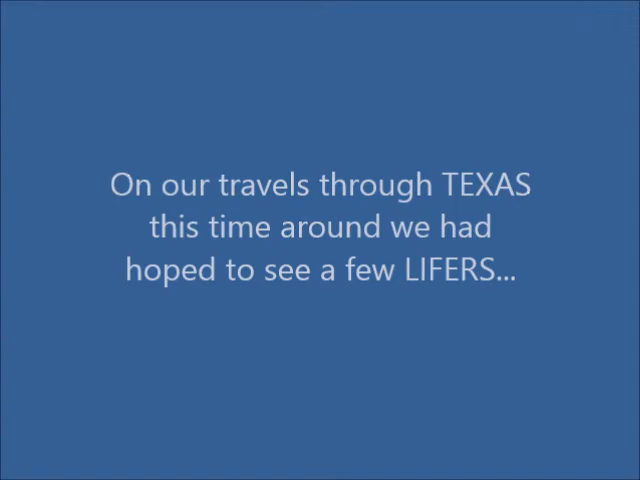 On our travels through TEXAS
this time around we had
hoped to see a few LIFERS...